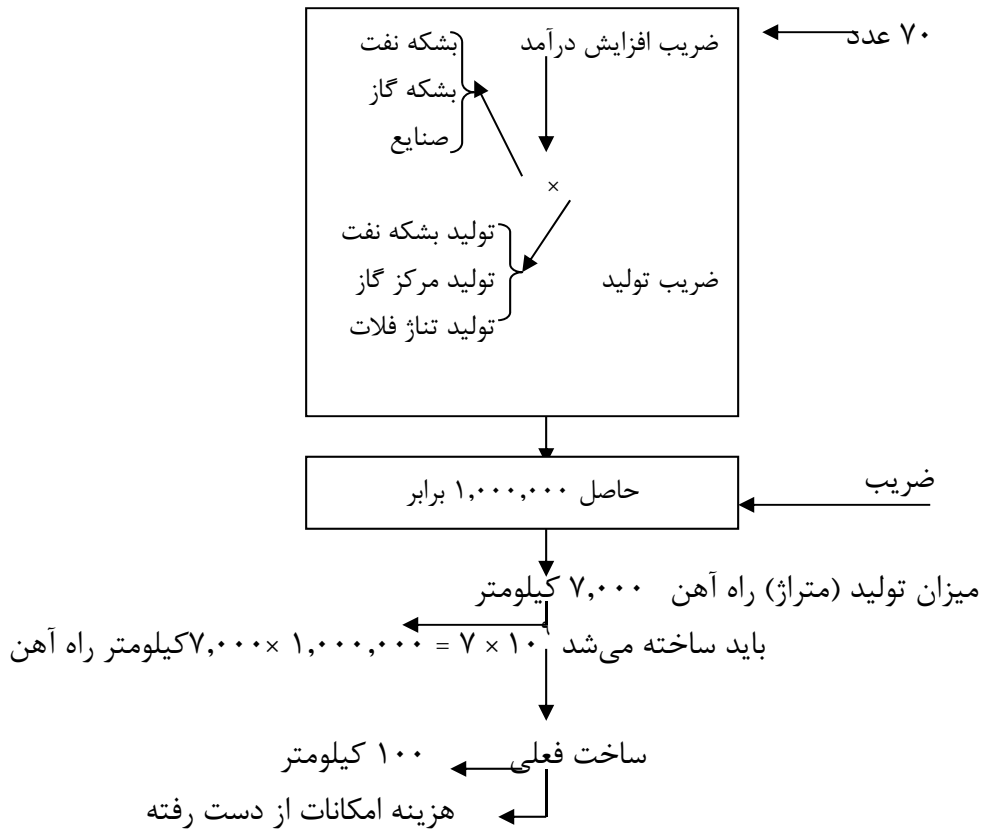 ۷۰ عدد
ضریب افزایش درآمد
بشکه نفت
بشکه گاز
صنایع
×
ضریب تولید
تولید بشکه نفت
تولید مرکز گاز
تولید تناژ فلات
ضریب
حاصل ۱,۰۰۰,۰۰۰ برابر
میزان تولید (متراژ) راه آهن ۷,۰۰۰ کیلومتر
باید ساخته می‌شد ۷,۰۰۰× ۱,۰۰۰,۰۰۰ = ۷ × ۱۰ کیلومتر راه آهن
ساخت فعلی ۱۰۰ کیلومتر
هزینه امکانات از دست رفته